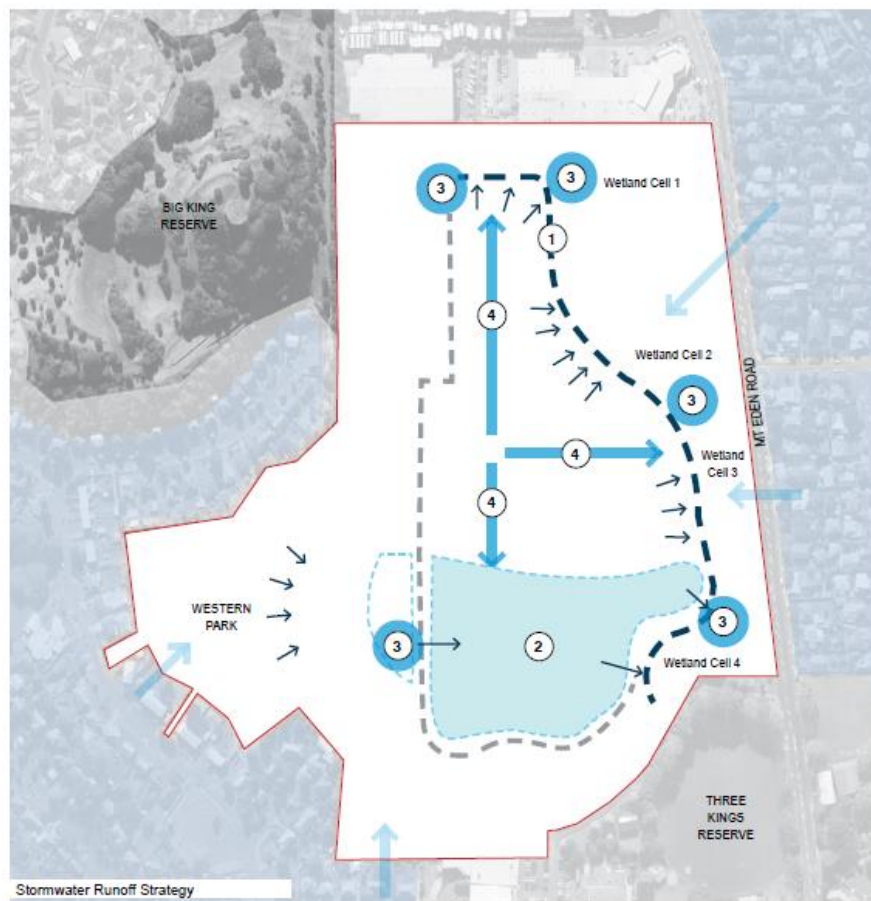 3
3
Wetland Cell 1
BIG KING
RESERVE
1
4
Wetland Cell 2
MT EDEN ROAD
3
4
Wetland
Cell 3
4
WESTERN
PARK
3
2
3
Wetland Cell 4
THREE
KINGS
RESERVE
Stormwater Runoff Strategy